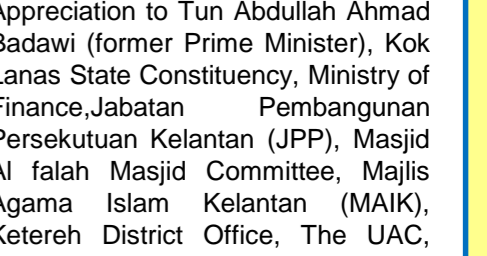 Appreciation to Tun Abdullah Ahmad
Badawi (former Prime Minister), Kok
Lanas State Constituency, Ministry of
Finance,Jabatan Pembangunan
Persekutuan Kelantan (JPP), Masjid
Al falah Masjid Committee, Majlis
Agama Islam Kelantan (MAIK),
Ketereh District Office, The UAC,